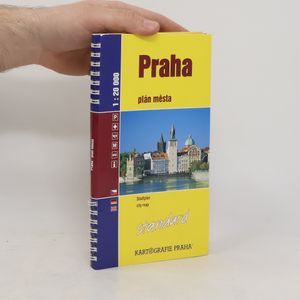 Praha
plán města
1 : 20 000
Stadtplan
city map
standard
KARTOGRAFIE PRAHA